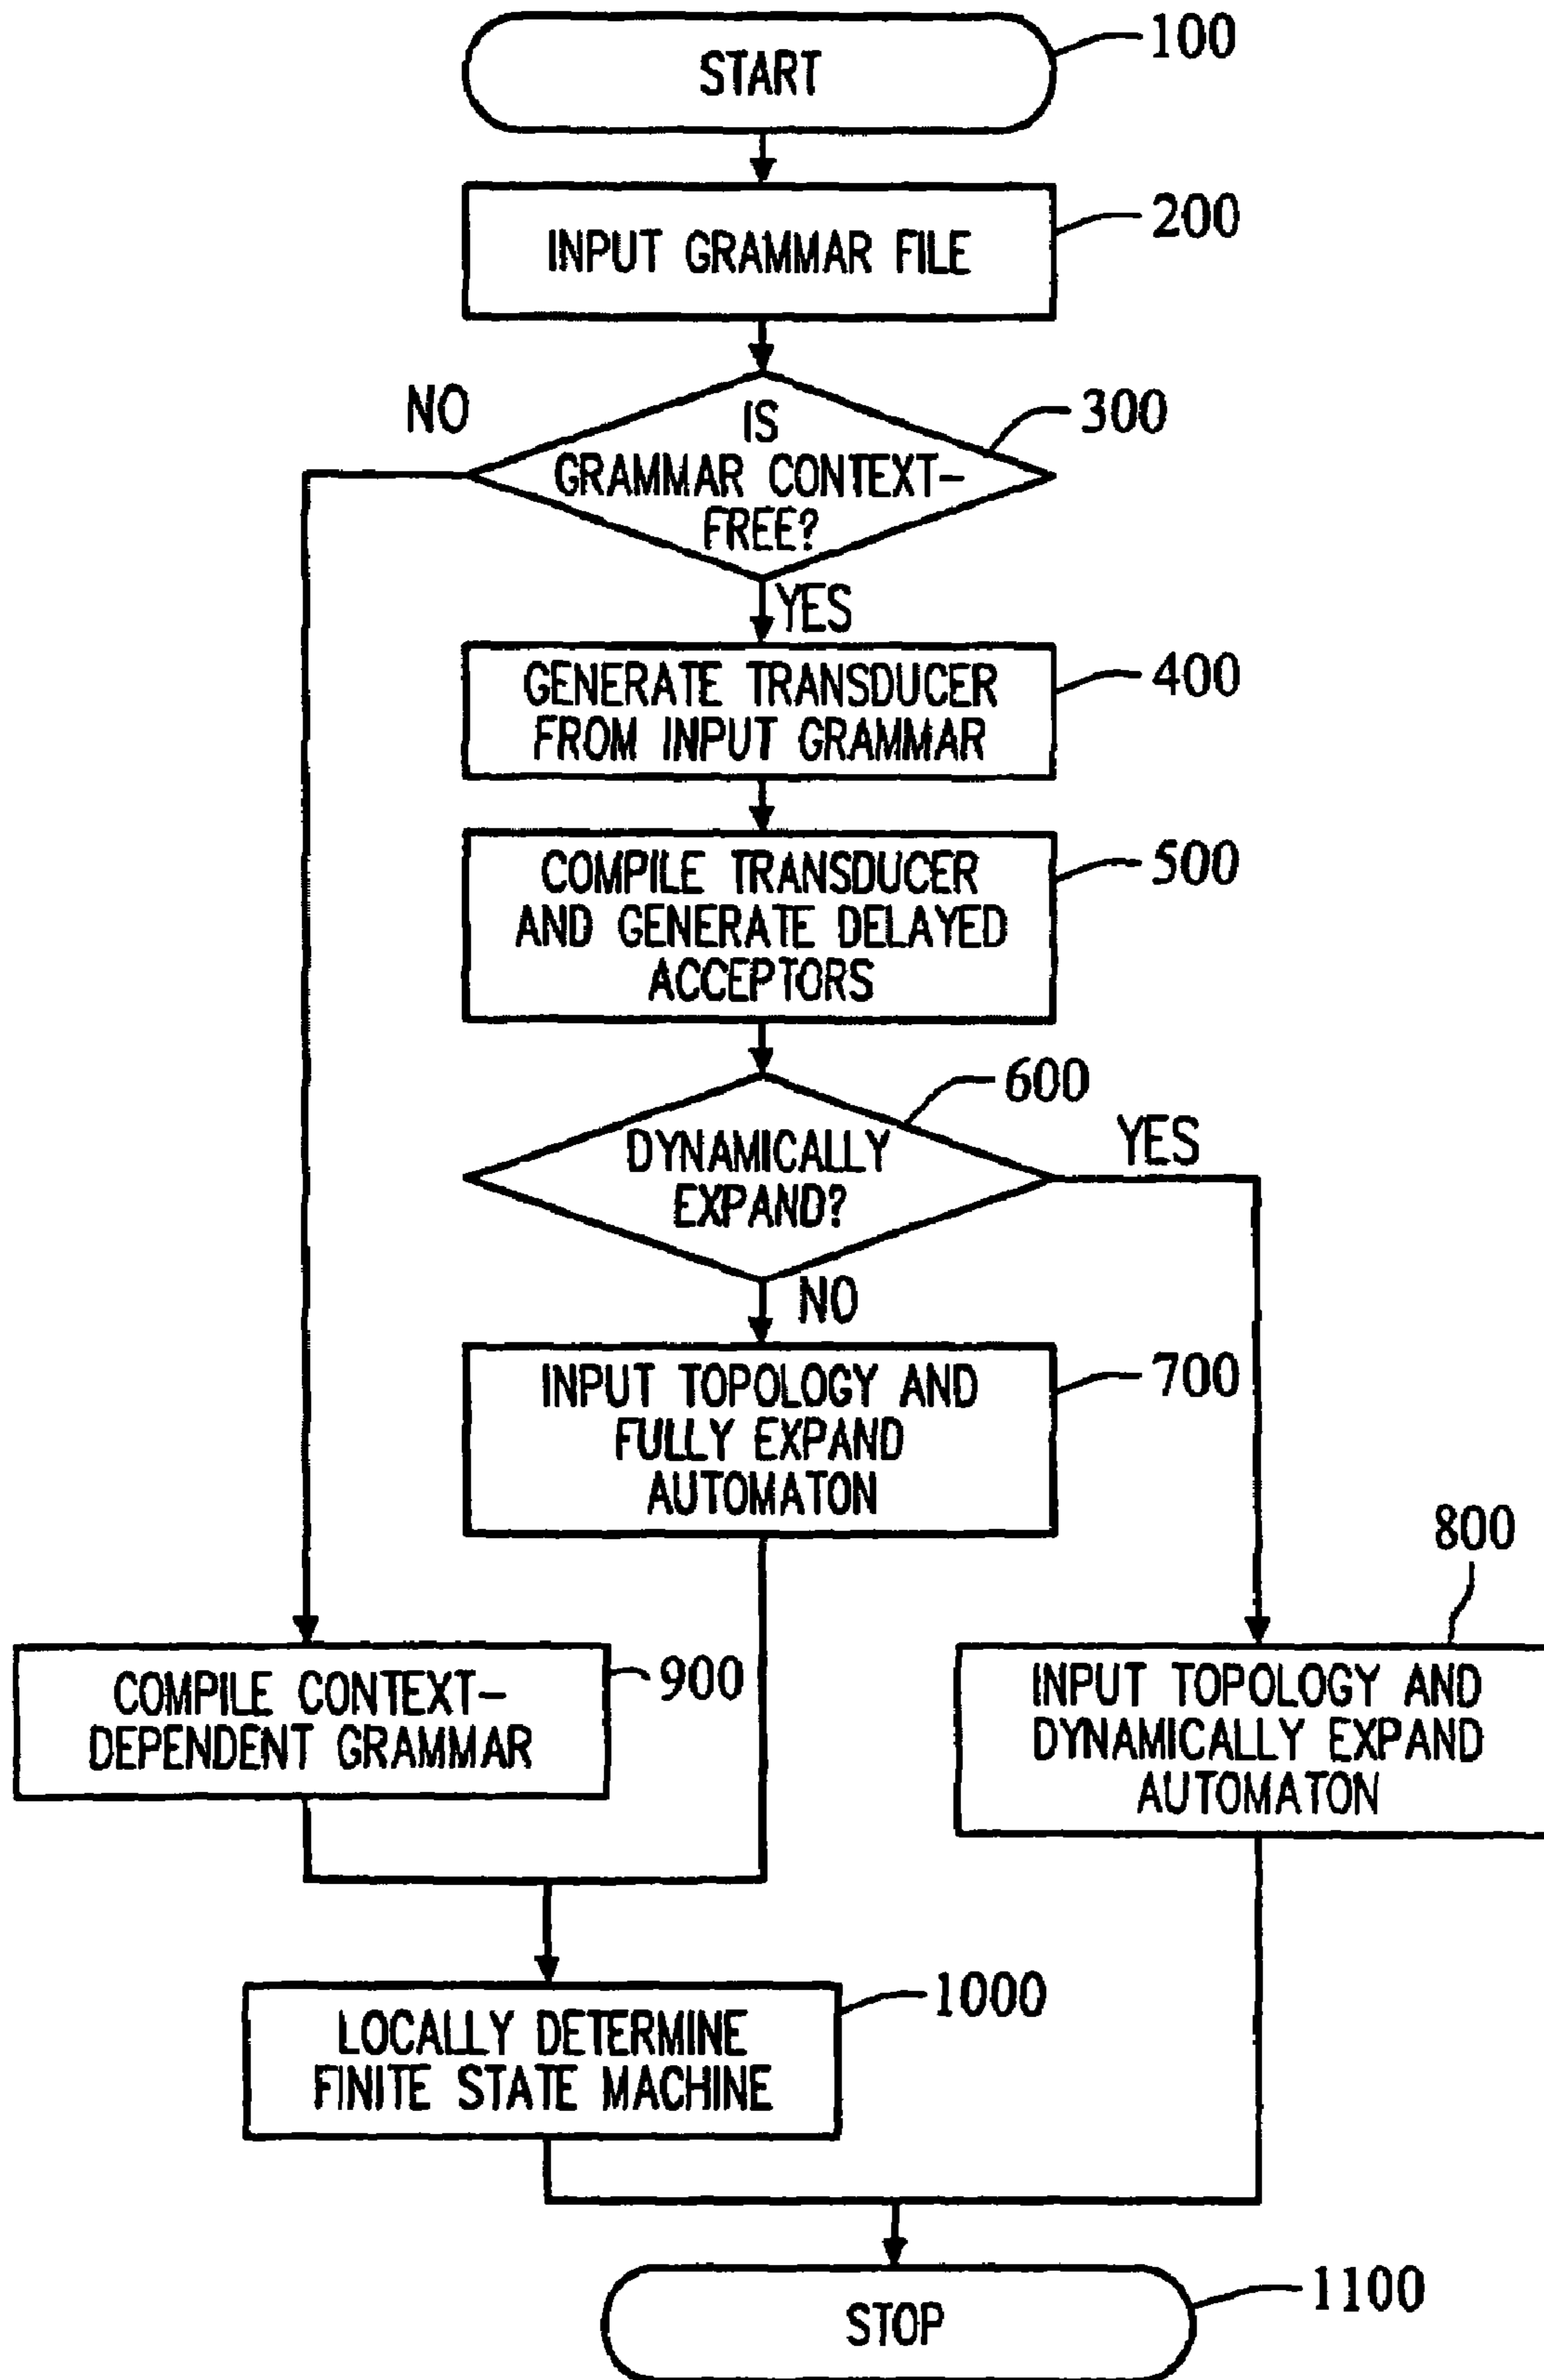 START
100
INPUT GRAMMAR FILE
200
NO
IS
GRAMMAR CONTEXT-
FREE?
300
YES
GENERATE TRANSDUCER
FROM INPUT GRAMMAR
400
COMPILE TRANSDUCER
AND GENERATE DELAYED
ACCEPTORS
500
600
DYNAMICALLY
EXPAND?
YES
NO
INPUT TOPOLOGY AND
FULLY EXPAND
AUTOMATON
700
800
COMPILE CONTEXT-
DEPENDENT GRAMMAR
900
INPUT TOPOLOGY AND
DYNAMICALLY EXPAND
AUTOMATON
LOCALLY DETERMINE
FINITE STATE MACHINE
1000
STOP
1100